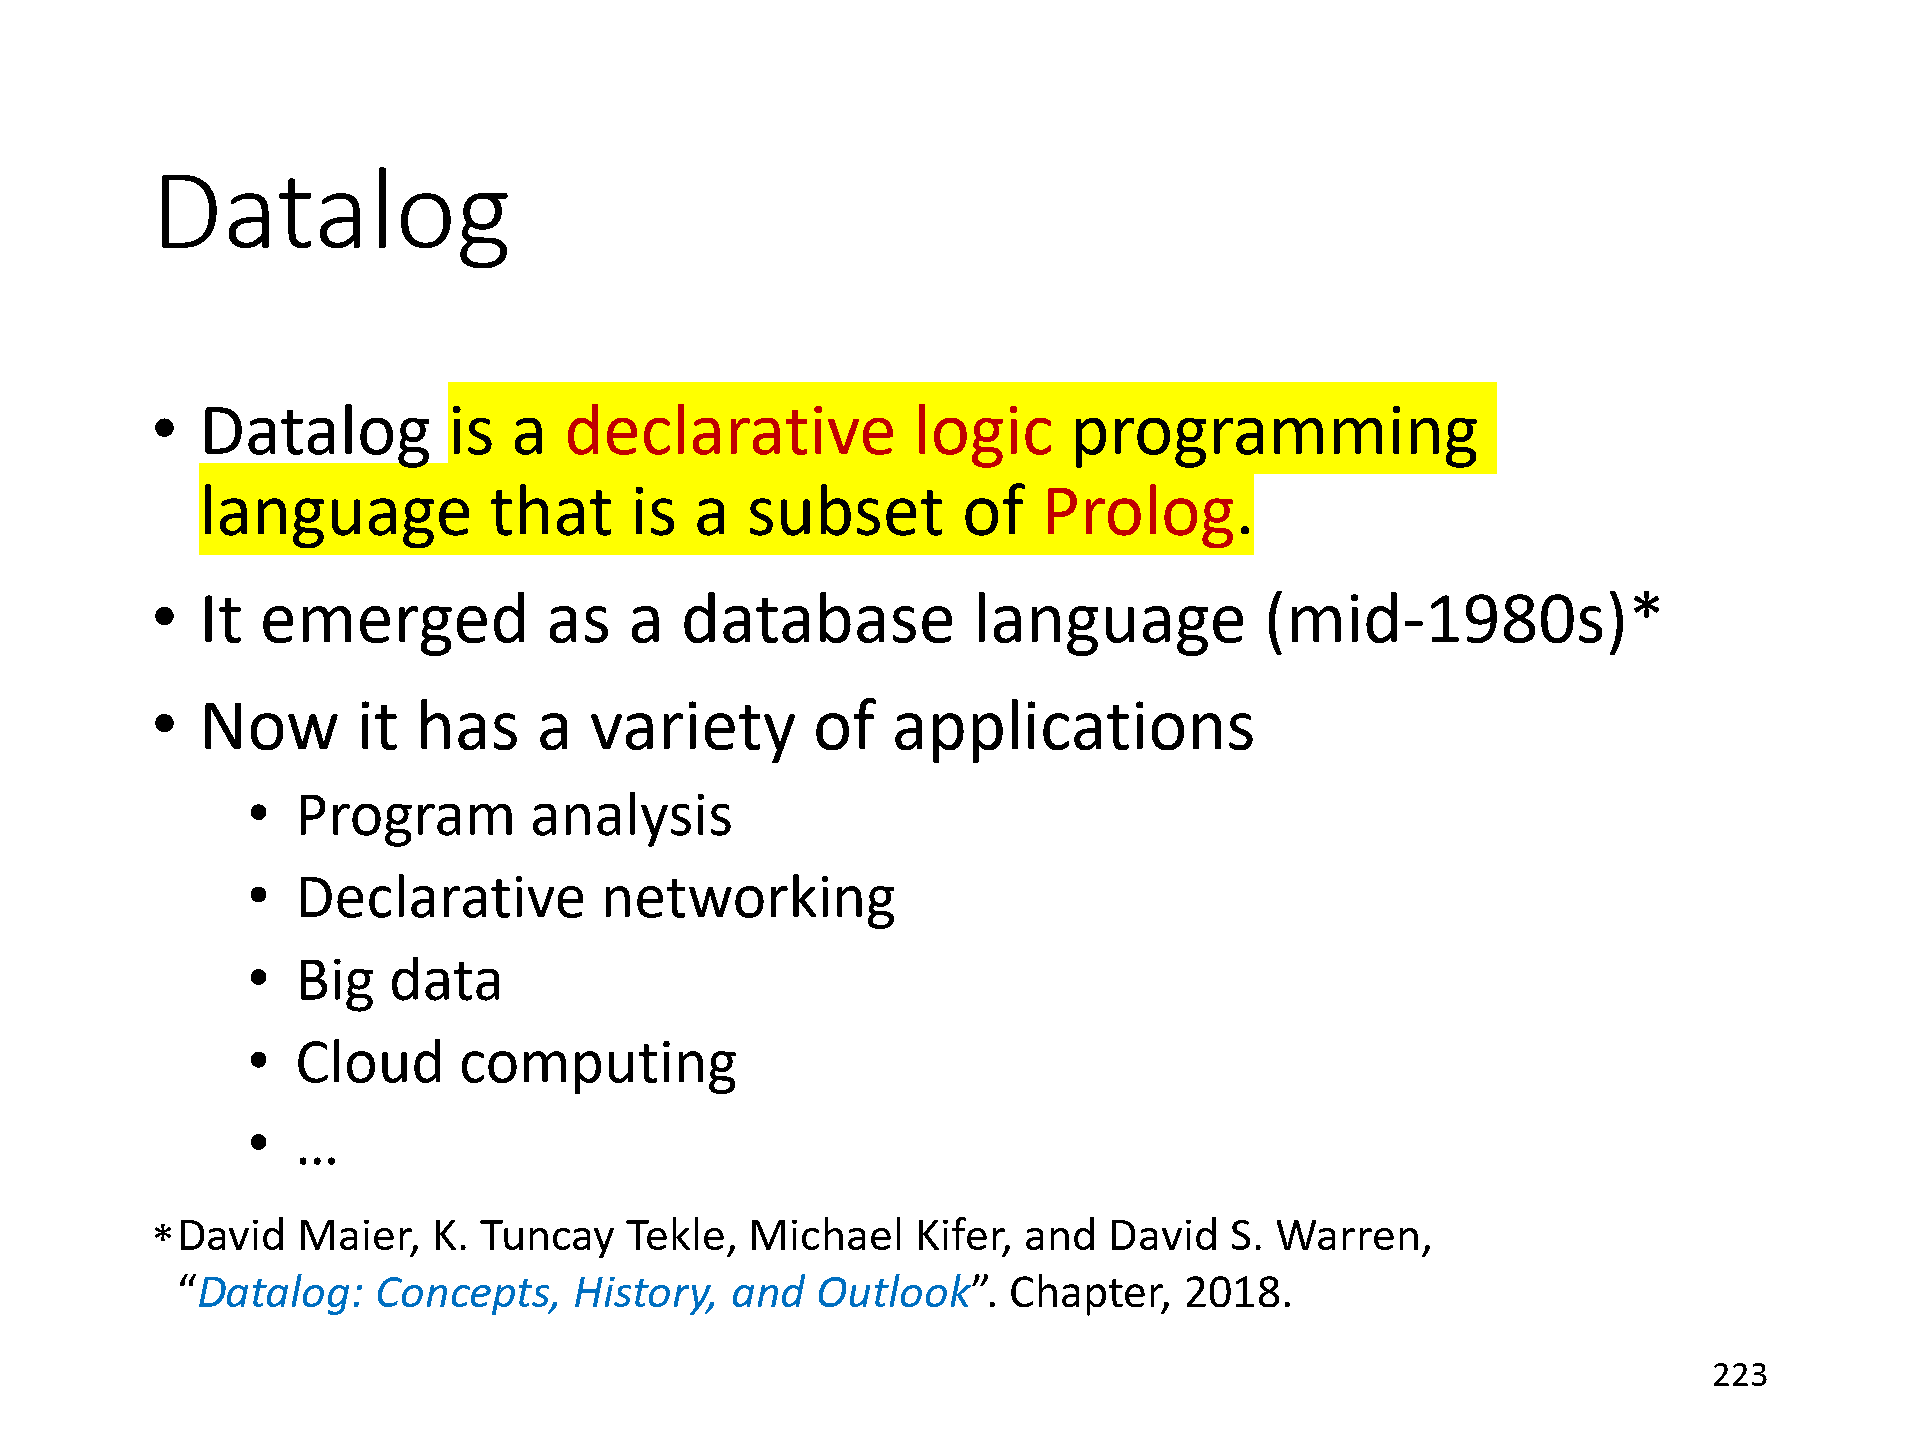 Datalog
• Datalog is a declarative logic programming
language that is a subset of Prolog.
• It emerged as a database language (mid-1980s)*
• Now it has a variety of applications
• Program analysis
• Declarative networking
• Big data
• Cloud computing
• …
*David Maier, K. Tuncay Tekle, Michael Kifer, and David S. Warren,
“Datalog: Concepts, History, and Outlook”. Chapter, 2018.
223